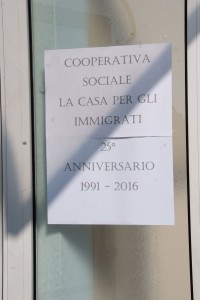 COOPERATIVA
SOCIALE
LA CASA PER GLI
IMMIGRATI
25°
ANNIVERSARIO
1991 - 2016